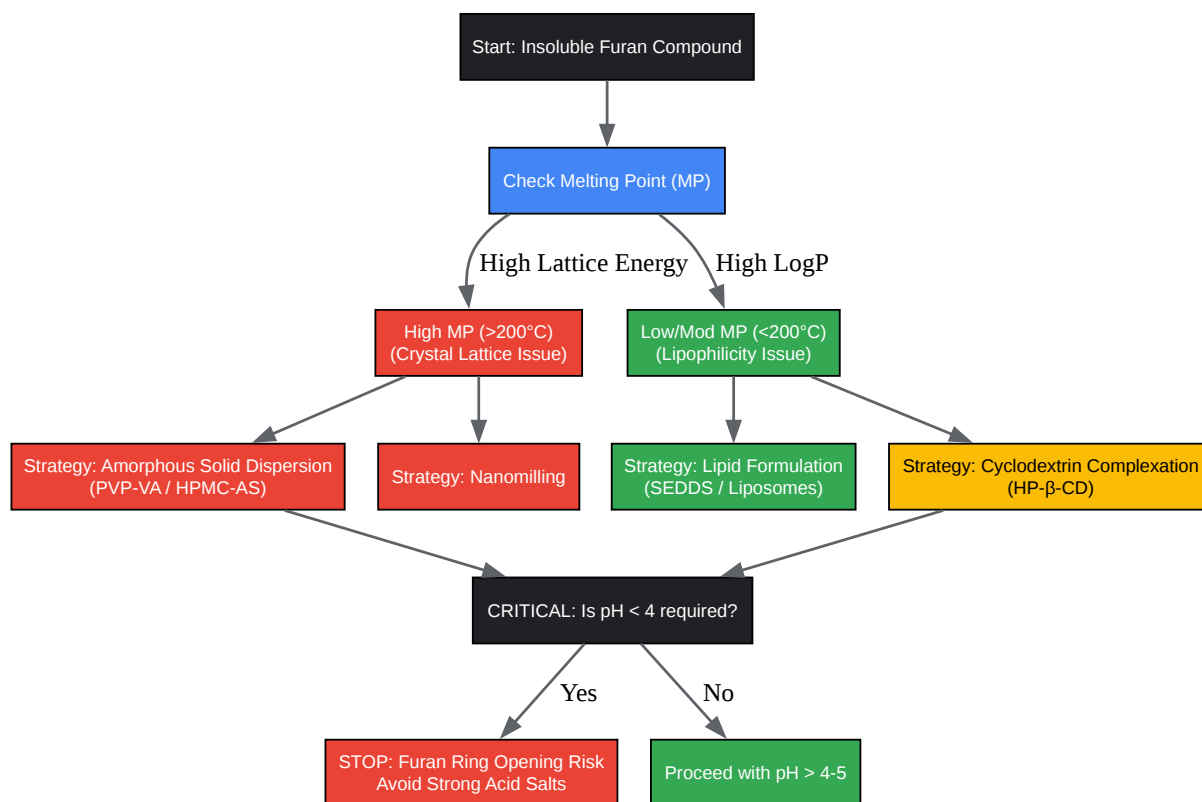 Start: Insoluble Furan Compound
Check Melting Point (MP)
High Lattice Energy
High LogP
High MP (>200°C)
(Crystal Lattice Issue)
Low/Mod MP (<200°C)
(Lipophilicity Issue)
Strategy: Amorphous Solid Dispersion
(PVP-VA / HPMC-AS)
Strategy: Nanomilling
Strategy: Lipid Formulation
(SEDDS / Liposomes)
Strategy: Cyclodextrin Complexation
(HP-β-CD)
CRITICAL: Is pH < 4 required?
Yes
No
STOP: Furan Ring Opening Risk
Avoid Strong Acid Salts
Proceed with pH > 4-5